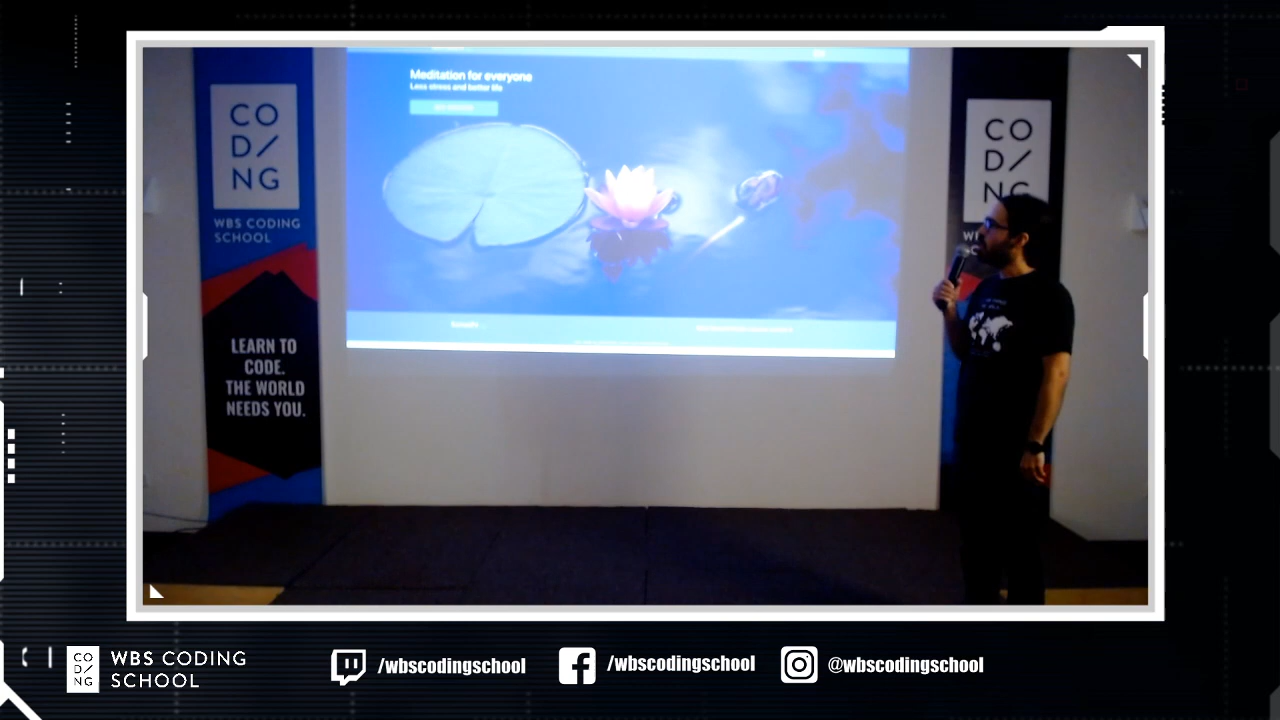 CO
D/
NG
WBS CODING
SCHOOL
LEARN TO
CODE.
THE WORLD
NEEDS YOU.
Meditation for everyone
Less stress and better life
CO
D/
NG
CO
D/
NG
WBS CODING
SCHOOL
/wbscodingschool
/wbscodingschool
@wbscodingschool